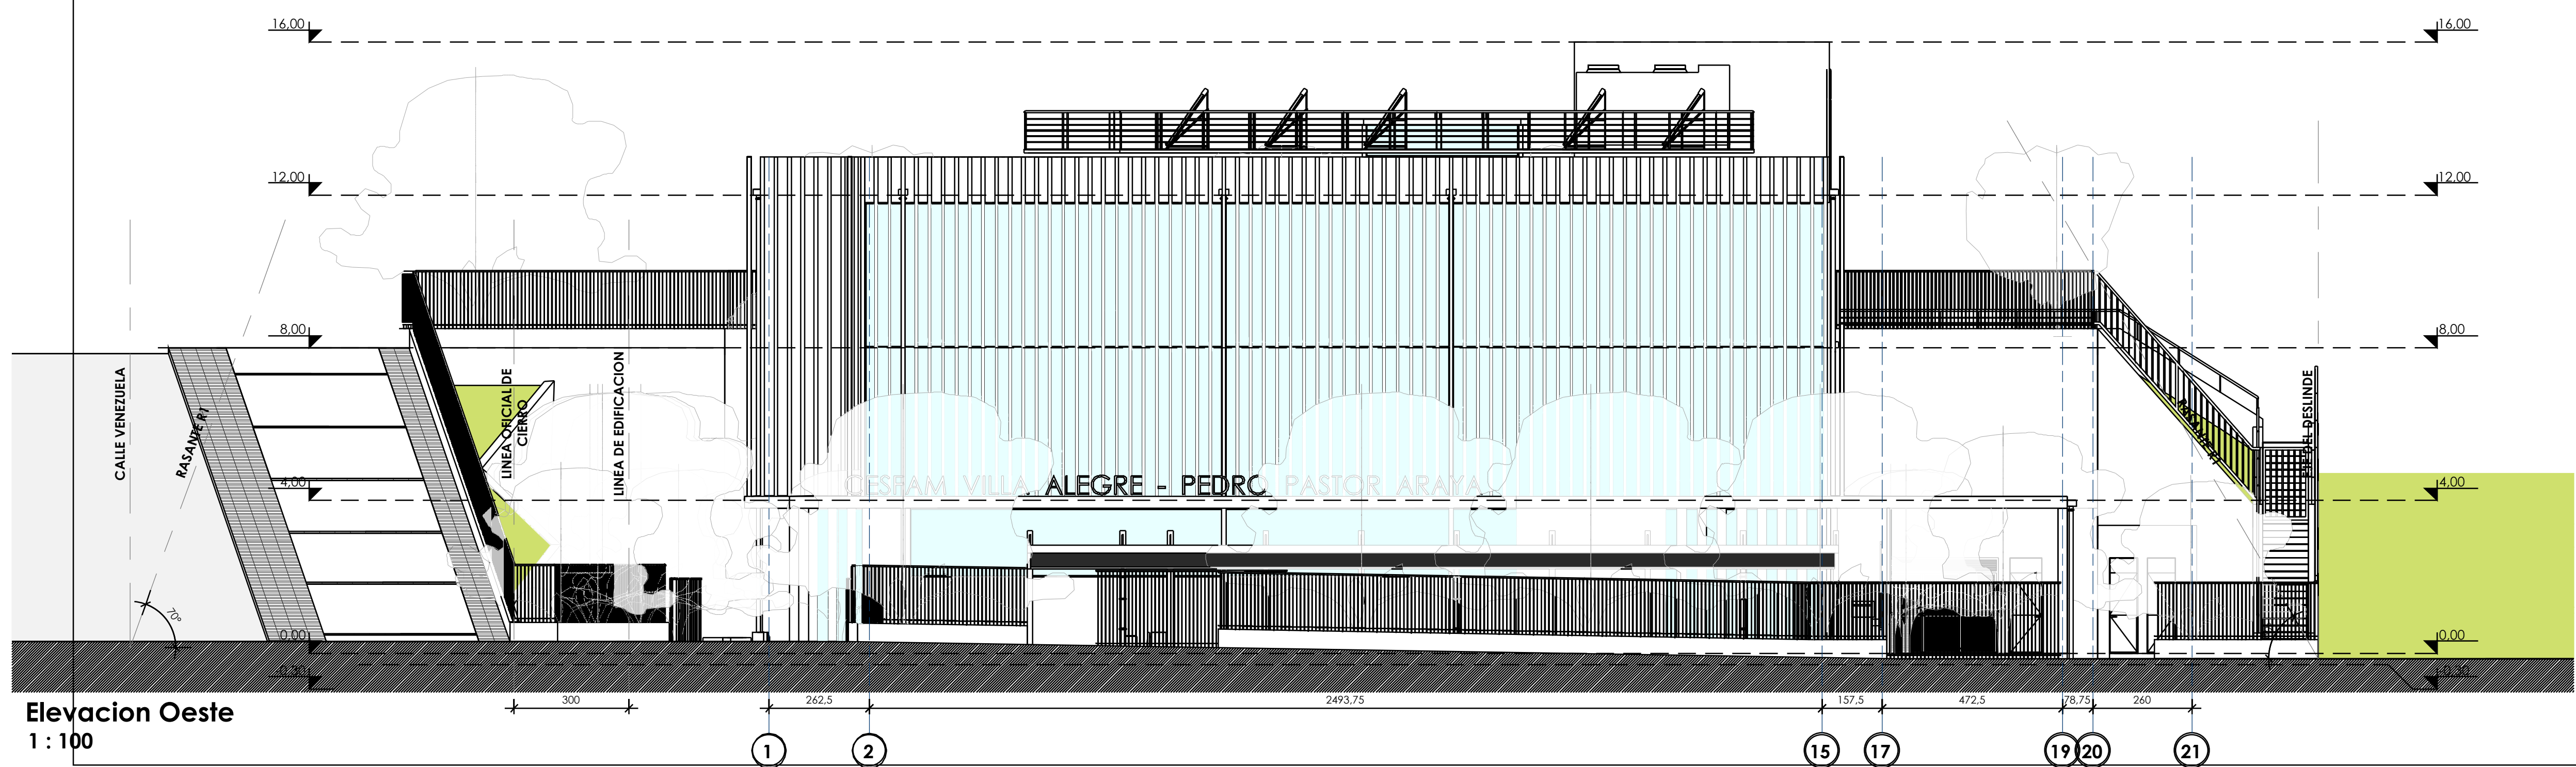 16,00
16,00
12,00
12,00
8,00
8,00
CALLE VENEZUELA
RASANTE R1
LINEA OFICIAL DE
CIERRO
LINEA DE EDIFICACION
RASANTE R1
EJE DEL DESLINDE
4,00
CESFAM VILLA ALEGRE - PEDRO PASTOR ARAYA
4,00
70°
0,00
0,00
-0,30
-0,30
300
262,5
2493,75
157,5
472,5
78,75
260
Elevacion Oeste
1 : 100
1
2
15
17
19
20
21